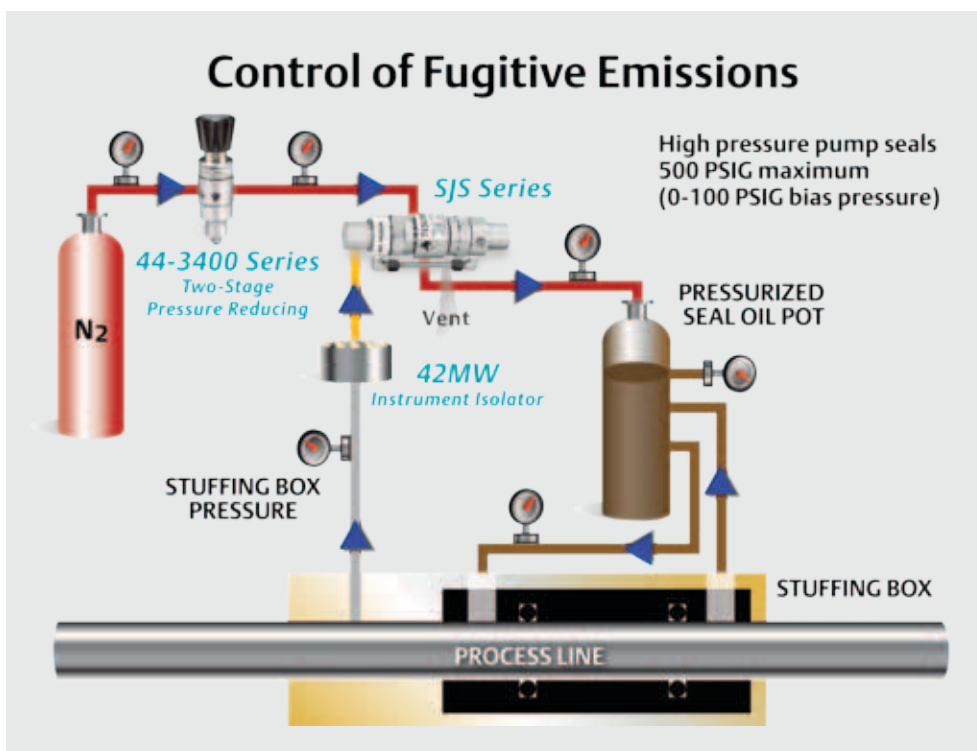 Control of Fugitive Emissions
High pressure pump seals
500 PSIG maximum
(0-100 PSIG bias pressure)
SJS Series
44-3400 Series
Two-Stage
Pressure Reducing
N2
Vent
PRESSURIZED
SEAL OIL POT
42MW
Instrument Isolator
STUFFING BOX
PRESSURE
STUFFING BOX
PROCESS LINE